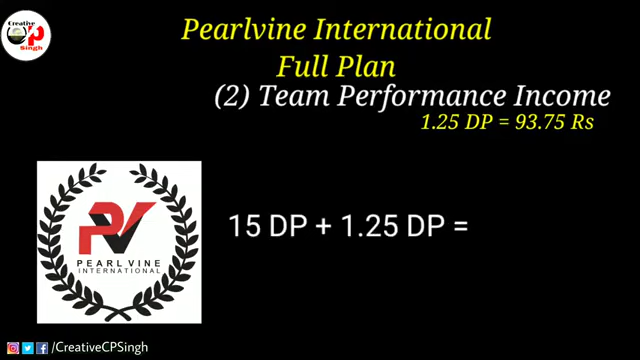 Creative
CP
Singh
Pearlvine International
Full Plan
(2) Team Performance Income
1.25 DP = 93.75 Rs
PV
PEARL VINE
INTERNATIONAL
15 DP + 1.25 DP =
/CreativeCPSingh